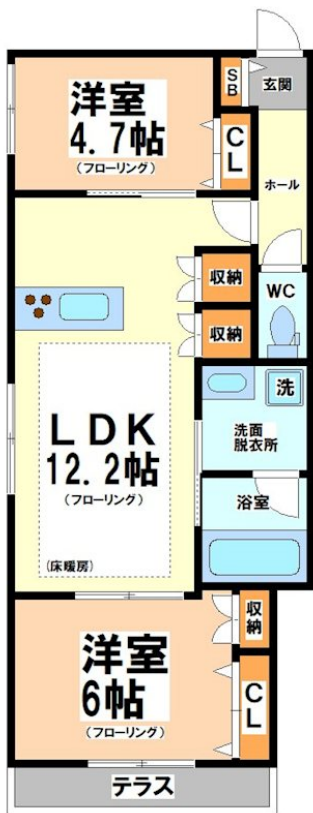 洋室
4.7帖
(フローリング)
SB
玄関
CL
ホール
収納
WC
収納
洗
洗面
脱衣所
LDK
12.2帖
(フローリング)
(床暖房)
浴室
洋室
6帖
(フローリング)
収納
CL
テラス